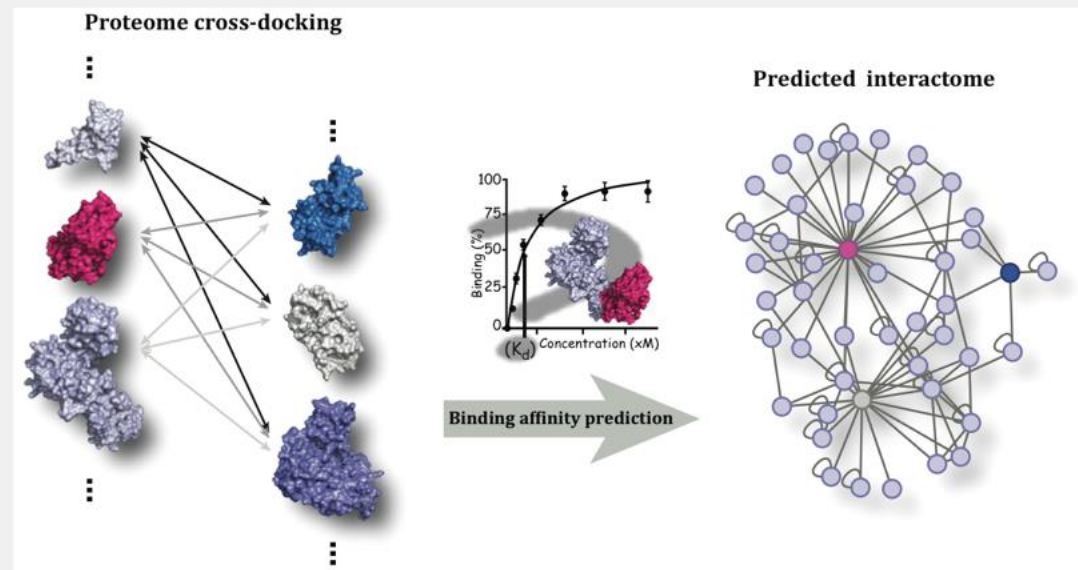 Proteome cross-docking
Predicted interactome
100
75
50
25
0
Binding (%)
(Kd)
Concentration (xM)
Binding affinity prediction